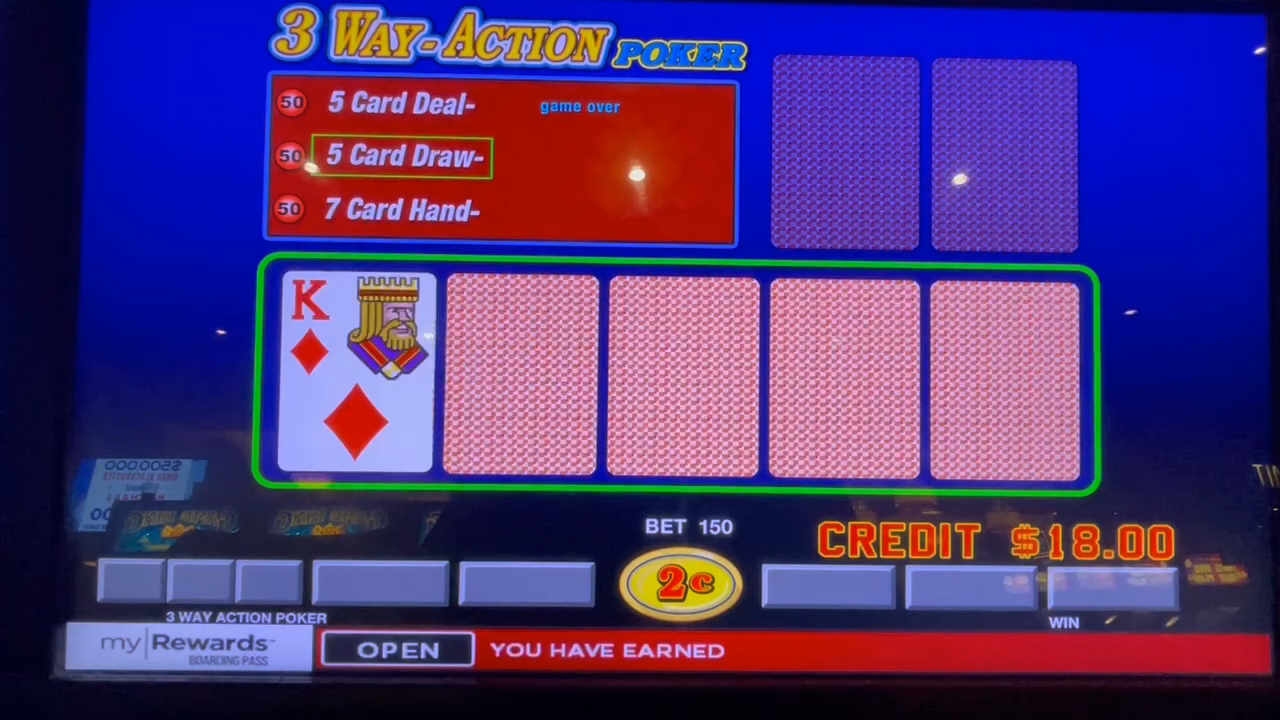 3 WAY-ACTION POKER
50 5 Card Deal- game over
50 5 Card Draw-
50 7 Card Hand-
K
BET 150
CREDIT $18.00
2¢
3 WAY ACTION POKER
WIN
my|Rewards
BOARDING PASS
OPEN
YOU HAVE EARNED